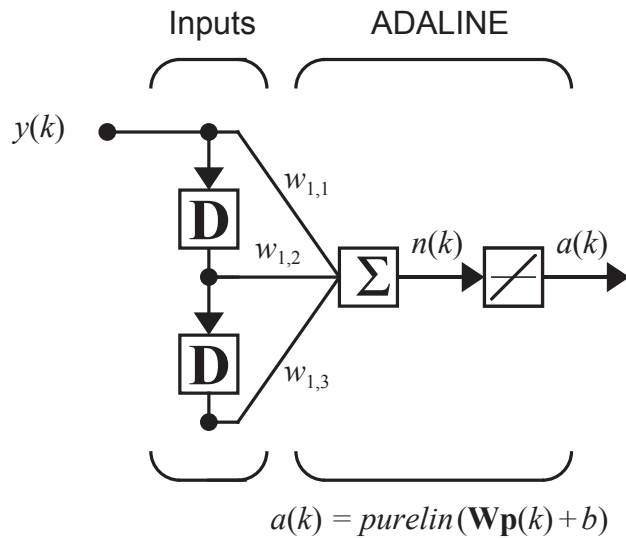 Inputs ADALINE
y(k)
w1,1
D
n(k) a(k)
w1,2
Σ
D
w1,3
a(k) = purelin(Wp(k) + b)